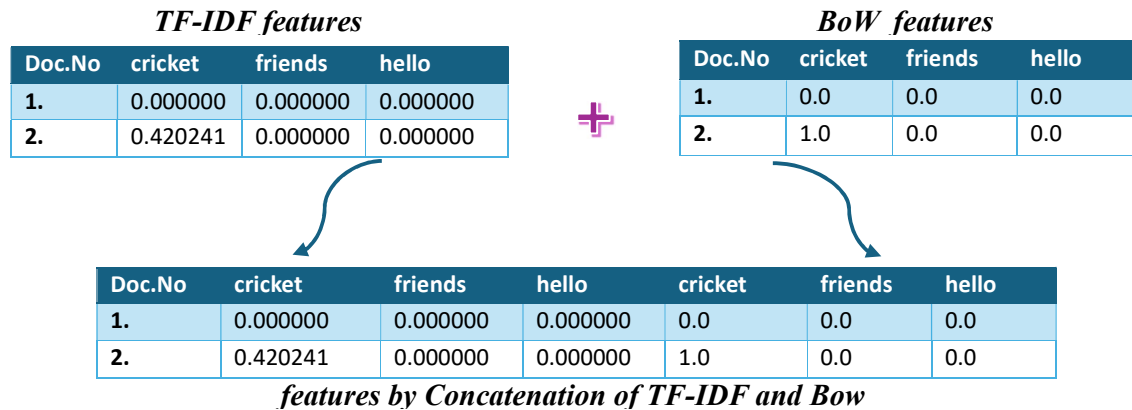 TF-IDF features
Doc.No cricket friends hello
1. 0.000000 0.000000 0.000000
2. 0.420241 0.000000 0.000000
+
BoW features
Doc.No cricket friends hello
1. 0.0 0.0 0.0
2. 1.0 0.0 0.0
Doc.No cricket friends hello cricket friends hello
1. 0.000000 0.000000 0.000000 0.0 0.0 0.0
2. 0.420241 0.000000 0.000000 1.0 0.0 0.0
features by Concatenation of TF-IDF and Bow